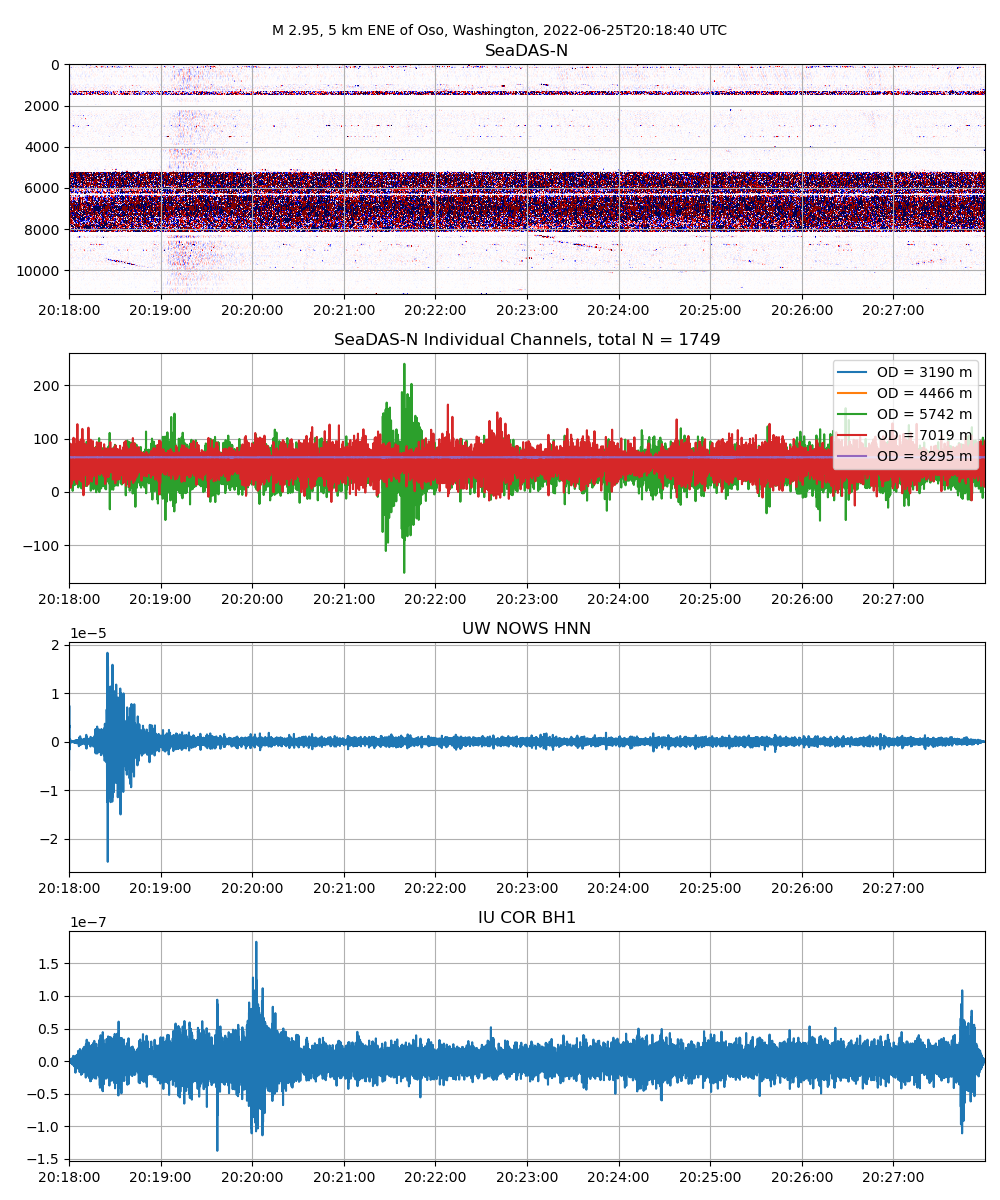 M 2.95, 5 km ENE of Oso, Washington, 2022-06-25T20:18:40 UTC
SeaDAS-N
0
2000
4000
6000
8000
10000
20:18:00 20:19:00 20:20:00 20:21:00 20:22:00 20:23:00 20:24:00 20:25:00 20:26:00 20:27:00
SeaDAS-N Individual Channels, total N = 1749
OD = 3190 m
OD = 4466 m
OD = 5742 m
OD = 7019 m
OD = 8295 m
200
100
0
−100
20:18:00 20:19:00 20:20:00 20:21:00 20:22:00 20:23:00 20:24:00 20:25:00 20:26:00 20:27:00
UW NOWS HNN
1e−5
2
1
0
−1
−2
20:18:00 20:19:00 20:20:00 20:21:00 20:22:00 20:23:00 20:24:00 20:25:00 20:26:00 20:27:00
IU COR BH1
1e−7
1.5
1.0
0.5
0.0
−0.5
−1.0
−1.5
20:18:00 20:19:00 20:20:00 20:21:00 20:22:00 20:23:00 20:24:00 20:25:00 20:26:00 20:27:00